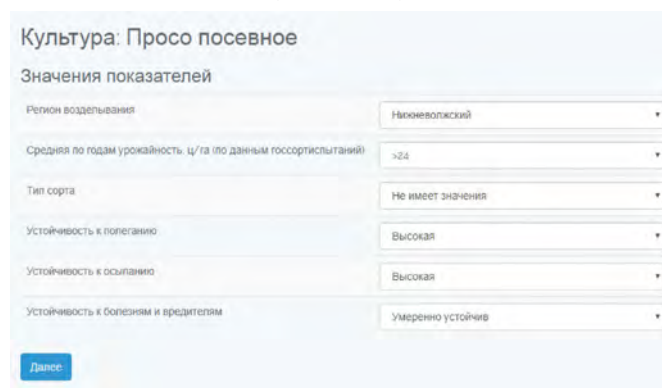 Культура: Просо посевное
Значения показателей
Регион возделывания Нижневолжский
Средняя по годам урожайность, ц/га (по данным госсортиспытаний) >24
Тип сорта Не имеет значения
Устойчивость к полеганию Высокая
Устойчивость к осыпанию Высокая
Устойчивость к болезням и вредителям Умеренно устойчив
Далее